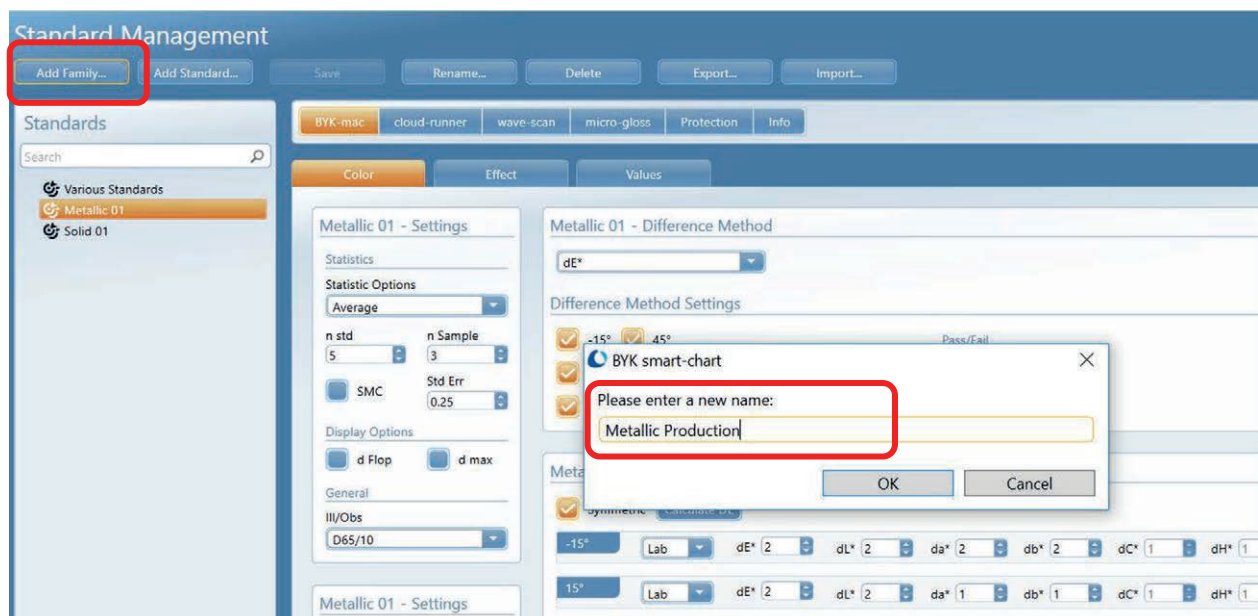 Standard Management
Add Family...
Add Standard...
Save
Rename...
Delete
Export...
Import...
Standards
Search
Various Standards
Metallic 01
Solid 01
BYK-mac
cloud-runner
wave-scan
micro-gloss
Protection
Info
Color
Effect
Values
Metallic 01 - Settings
Statistics
Statistic Options
Average
n std
n Sample
5
3
SMC
Std Err
0.25
Display Options
d Flop
d max
General
Ill/Obs
D65/10
Metallic 01 - Settings
Metallic 01 - Difference Method
dE*
Difference Method Settings
-15°
45°
Pass/Fail
BYK smart-chart
Please enter a new name:
Metallic Production
OK
Cancel
Symmetric
-15° Lab dE* 2 dL* 2 da* 2 db* 2 dC* 1 dH* 1
15° Lab dE* 2 dL* 2 da* 1 db* 1 dC* 1 dH* 1